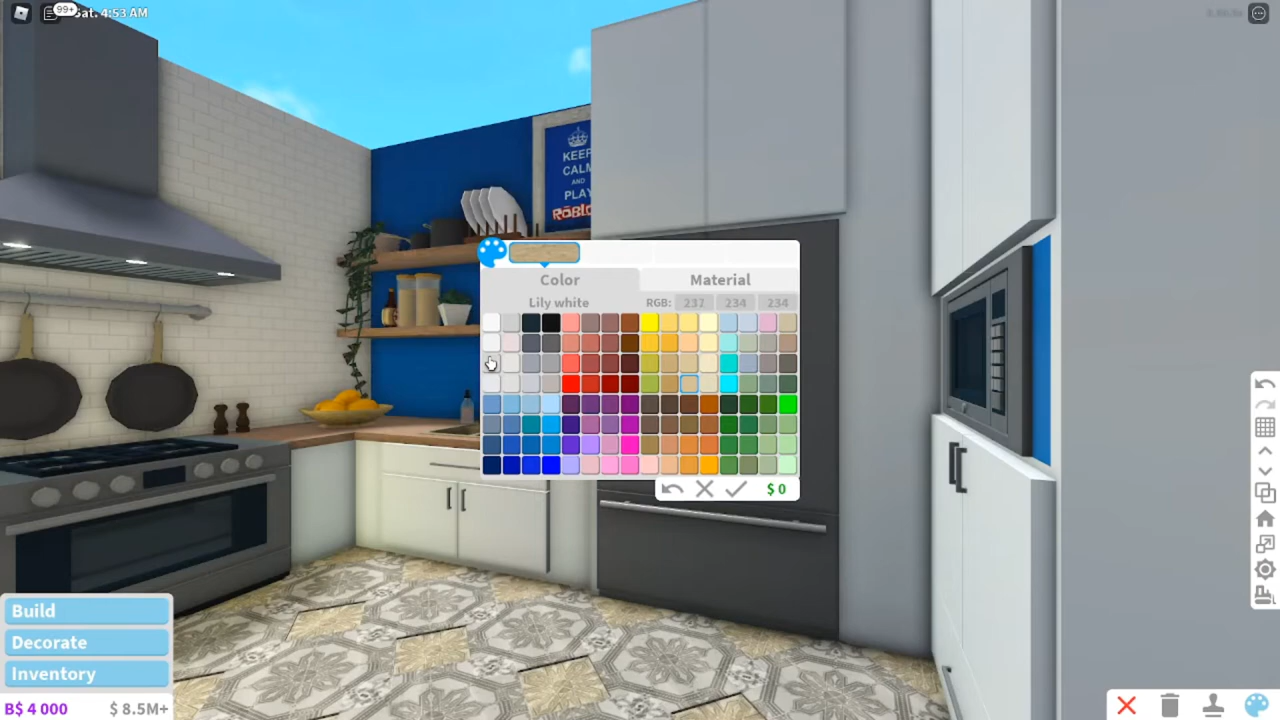 99+
Sat. 4:53 AM
KEEP
CALM
AND
PLAY
ROBLO
Color
Material
Lily white
RGB: 237 234 234
$ 0
Build
Decorate
Inventory
B$ 4 000
$ 8.5M+